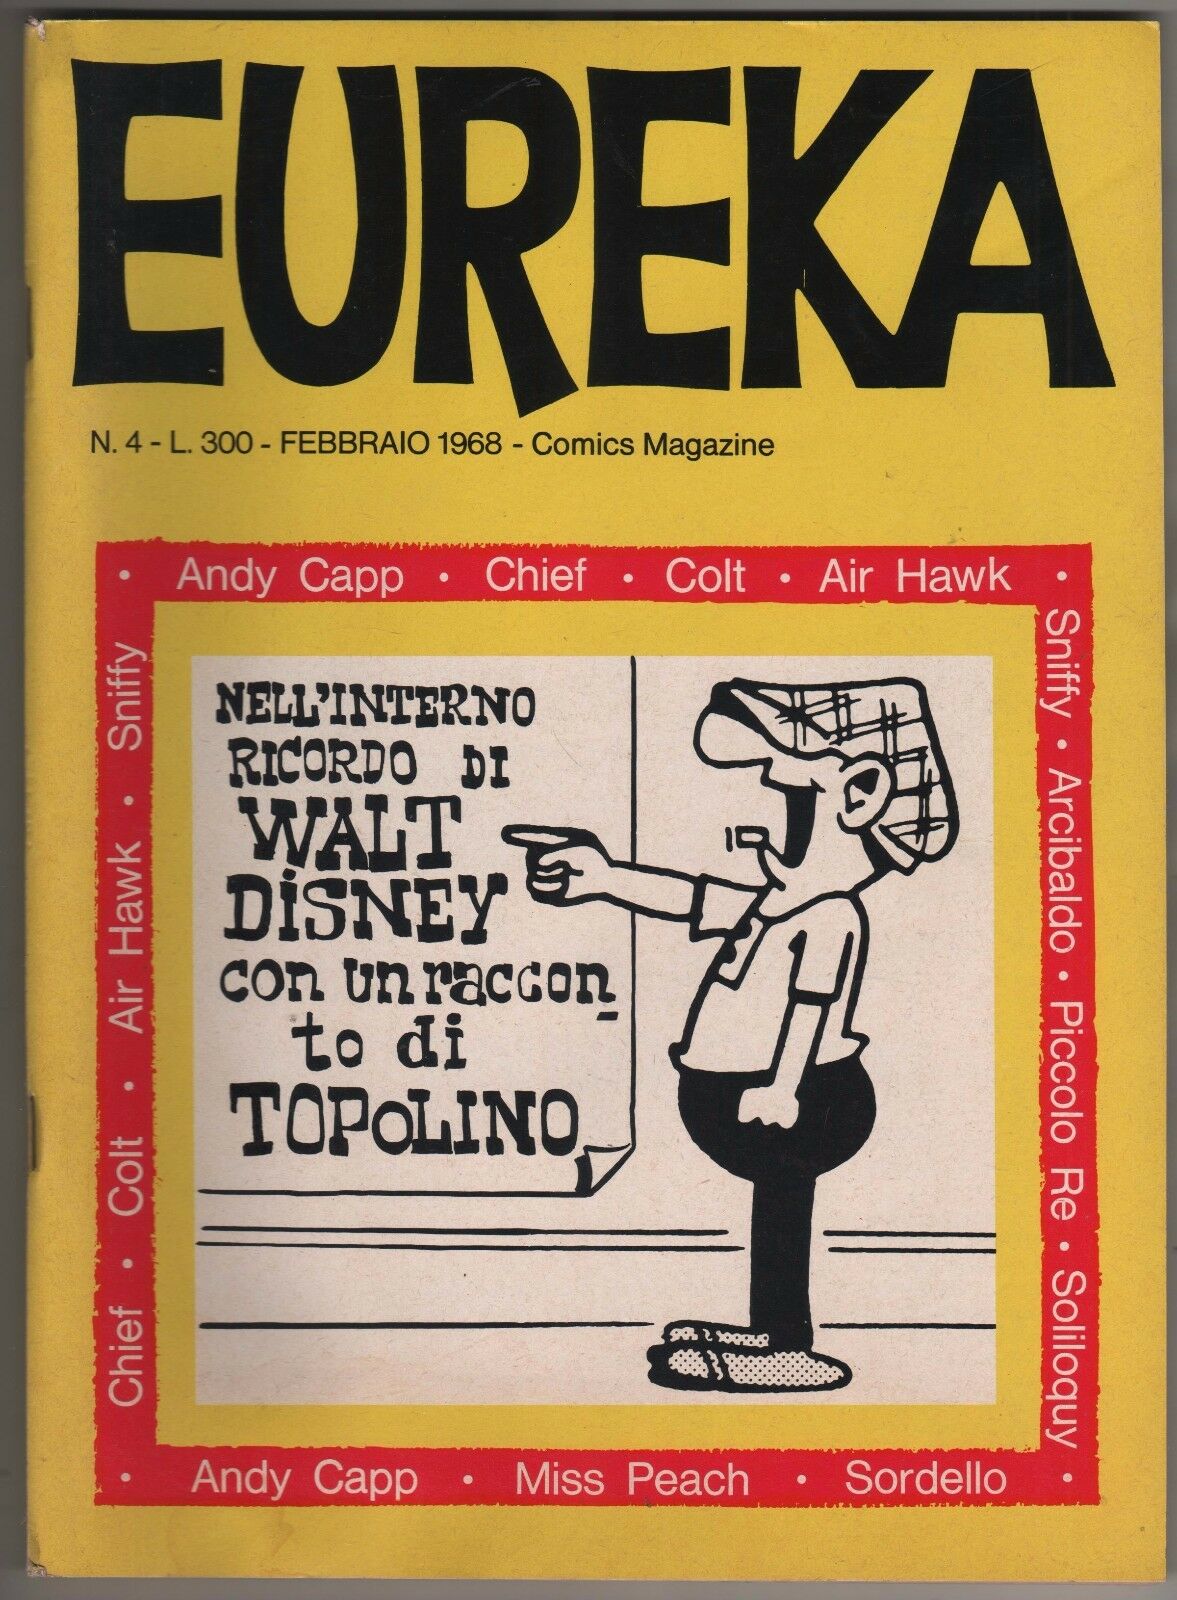 EUREKA
N. 4 - L. 300 - FEBBRAIO 1968 - Comics Magazine
• Andy Capp • Chief • Colt • Air Hawk •
Sniffy • Arcibaldo • Piccolo Re • Soliloquy
NELL'INTERNO
RICORDO DI
WALT
DiSNEY
con un raccon_
to di
TOPOLINO
Chief • Colt • Air Hawk • Sniffy
• Andy Capp • Miss Peach • Sordello •